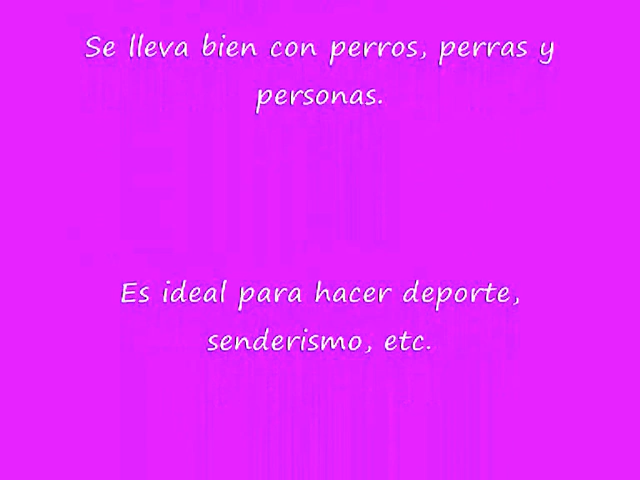 Se lleva bien con perros, perras y
personas.
Es ideal para hacer deporte,
senderismo, etc.